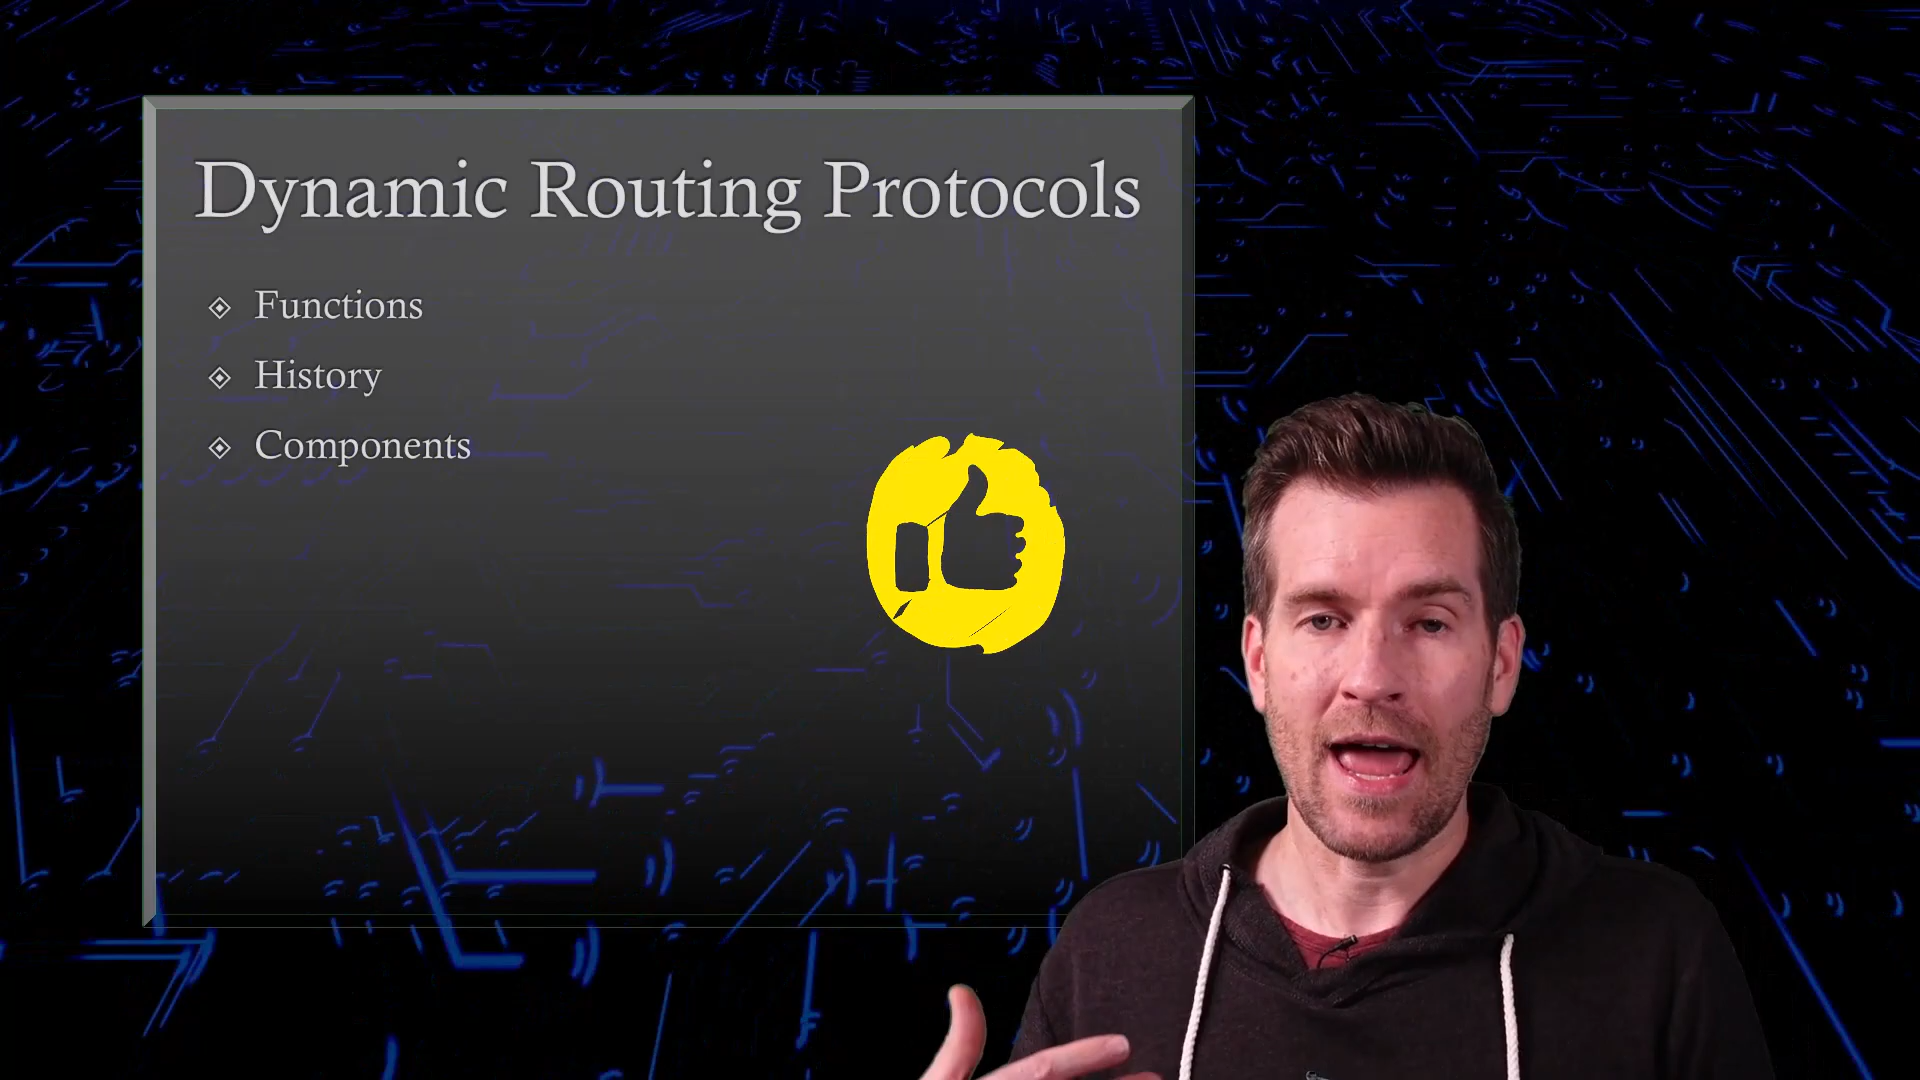 Dynamic Routing Protocols
Functions
History
Components